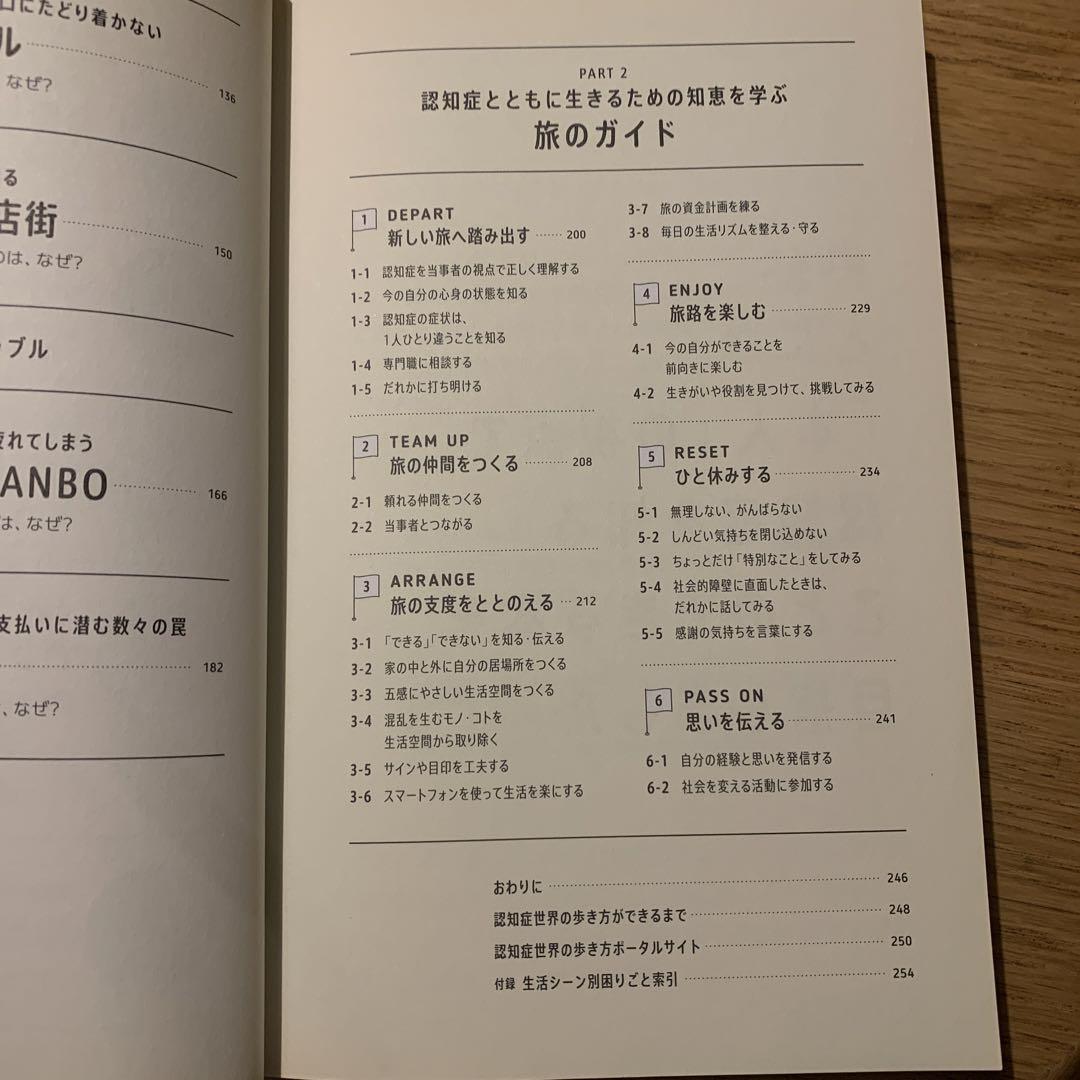 口にたどり着かない
ル
なぜ?
136
る
店街
150
のは、なぜ?
ブル
疲れてしまう
ANBO
166
は、なぜ?
支払いに潜む数々の罠
182
、なぜ?
PART 2
認知症とともに生きるための知恵を学ぶ
旅のガイド
1 DEPART
新しい旅へ踏み出す 200
1-1 認知症を当事者の視点で正しく理解する
1-2 今の自分の心身の状態を知る
1-3 認知症の症状は、
1人ひとり違うことを知る
1-4 専門職に相談する
1-5 だれかに打ち明ける
2 TEAM UP
旅の仲間をつくる 208
2-1 頼れる仲間をつくる
2-2 当事者とつながる
3 ARRANGE
旅の支度をととのえる 212
3-1 「できる」「できない」を知る・伝える
3-2 家の中と外に自分の居場所をつくる
3-3 五感にやさしい生活空間をつくる
3-4 混乱を生むモノ・コトを
生活空間から取り除く
3-5 サインや目印を工夫する
3-6 スマートフォンを使って生活を楽にする
3-7 旅の資金計画を練る
3-8 毎日の生活リズムを整える・守る
4 ENJOY
旅路を楽しむ 229
4-1 今の自分ができることを
前向きに楽しむ
4-2 生きがいや役割を見つけて、挑戦してみる
5 RESET
ひと休みする 234
5-1 無理しない、がんばらない
5-2 しんどい気持ちを閉じ込めない
5-3 ちょっとだけ「特別なこと」をしてみる
5-4 社会的障壁に直面したときは、
だれかに話してみる
5-5 感謝の気持ちを言葉にする
6 PASS ON
思いを伝える 241
6-1 自分の経験と思いを発信する
6-2 社会を変える活動に参加する
おわりに 246
認知症世界の歩き方ができるまで 248
認知症世界の歩き方ポータルサイト 250
付録 生活シーン別困りごと索引 254